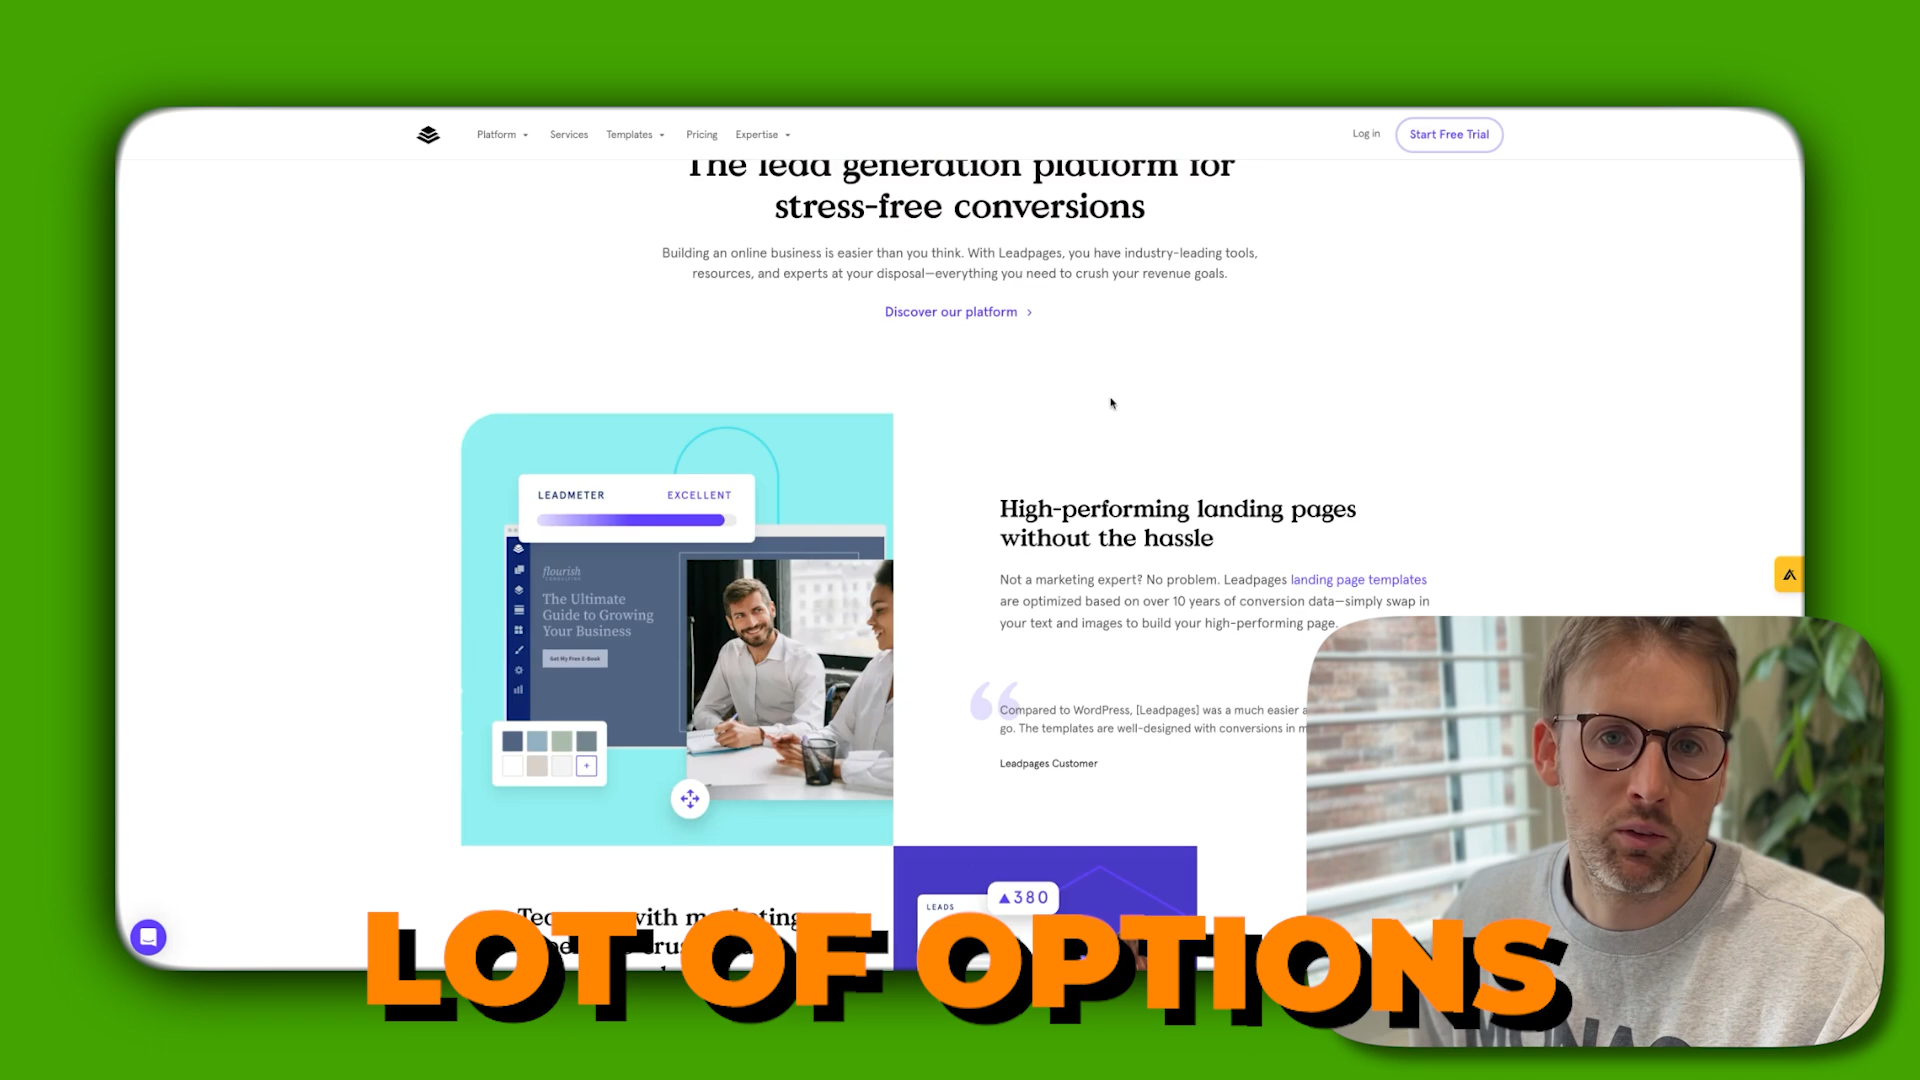 Platform
Services
Templates
Pricing
Expertise
Log in
Start Free Trial
The lead generation platform for
stress-free conversions
Building an online business is easier than you think. With Leadpages, you have industry-leading tools,
resources, and experts at your disposal—everything you need to crush your revenue goals.
Discover our platform
LEADMETER EXCELLENT
flourish
CONSULTING
The Ultimate
Guide to Growing
Your Business
Get My Free E-Book
High-performing landing pages
without the hassle
Not a marketing expert? No problem. Leadpages landing page templates
are optimized based on over 10 years of conversion data—simply swap in
your text and images to build your high-performing page.
Compared to WordPress, [Leadpages] was a much easier
go. The templates are well-designed with conversions in
Leadpages Customer
LEADS
380
with
LOT OF OPTIONS